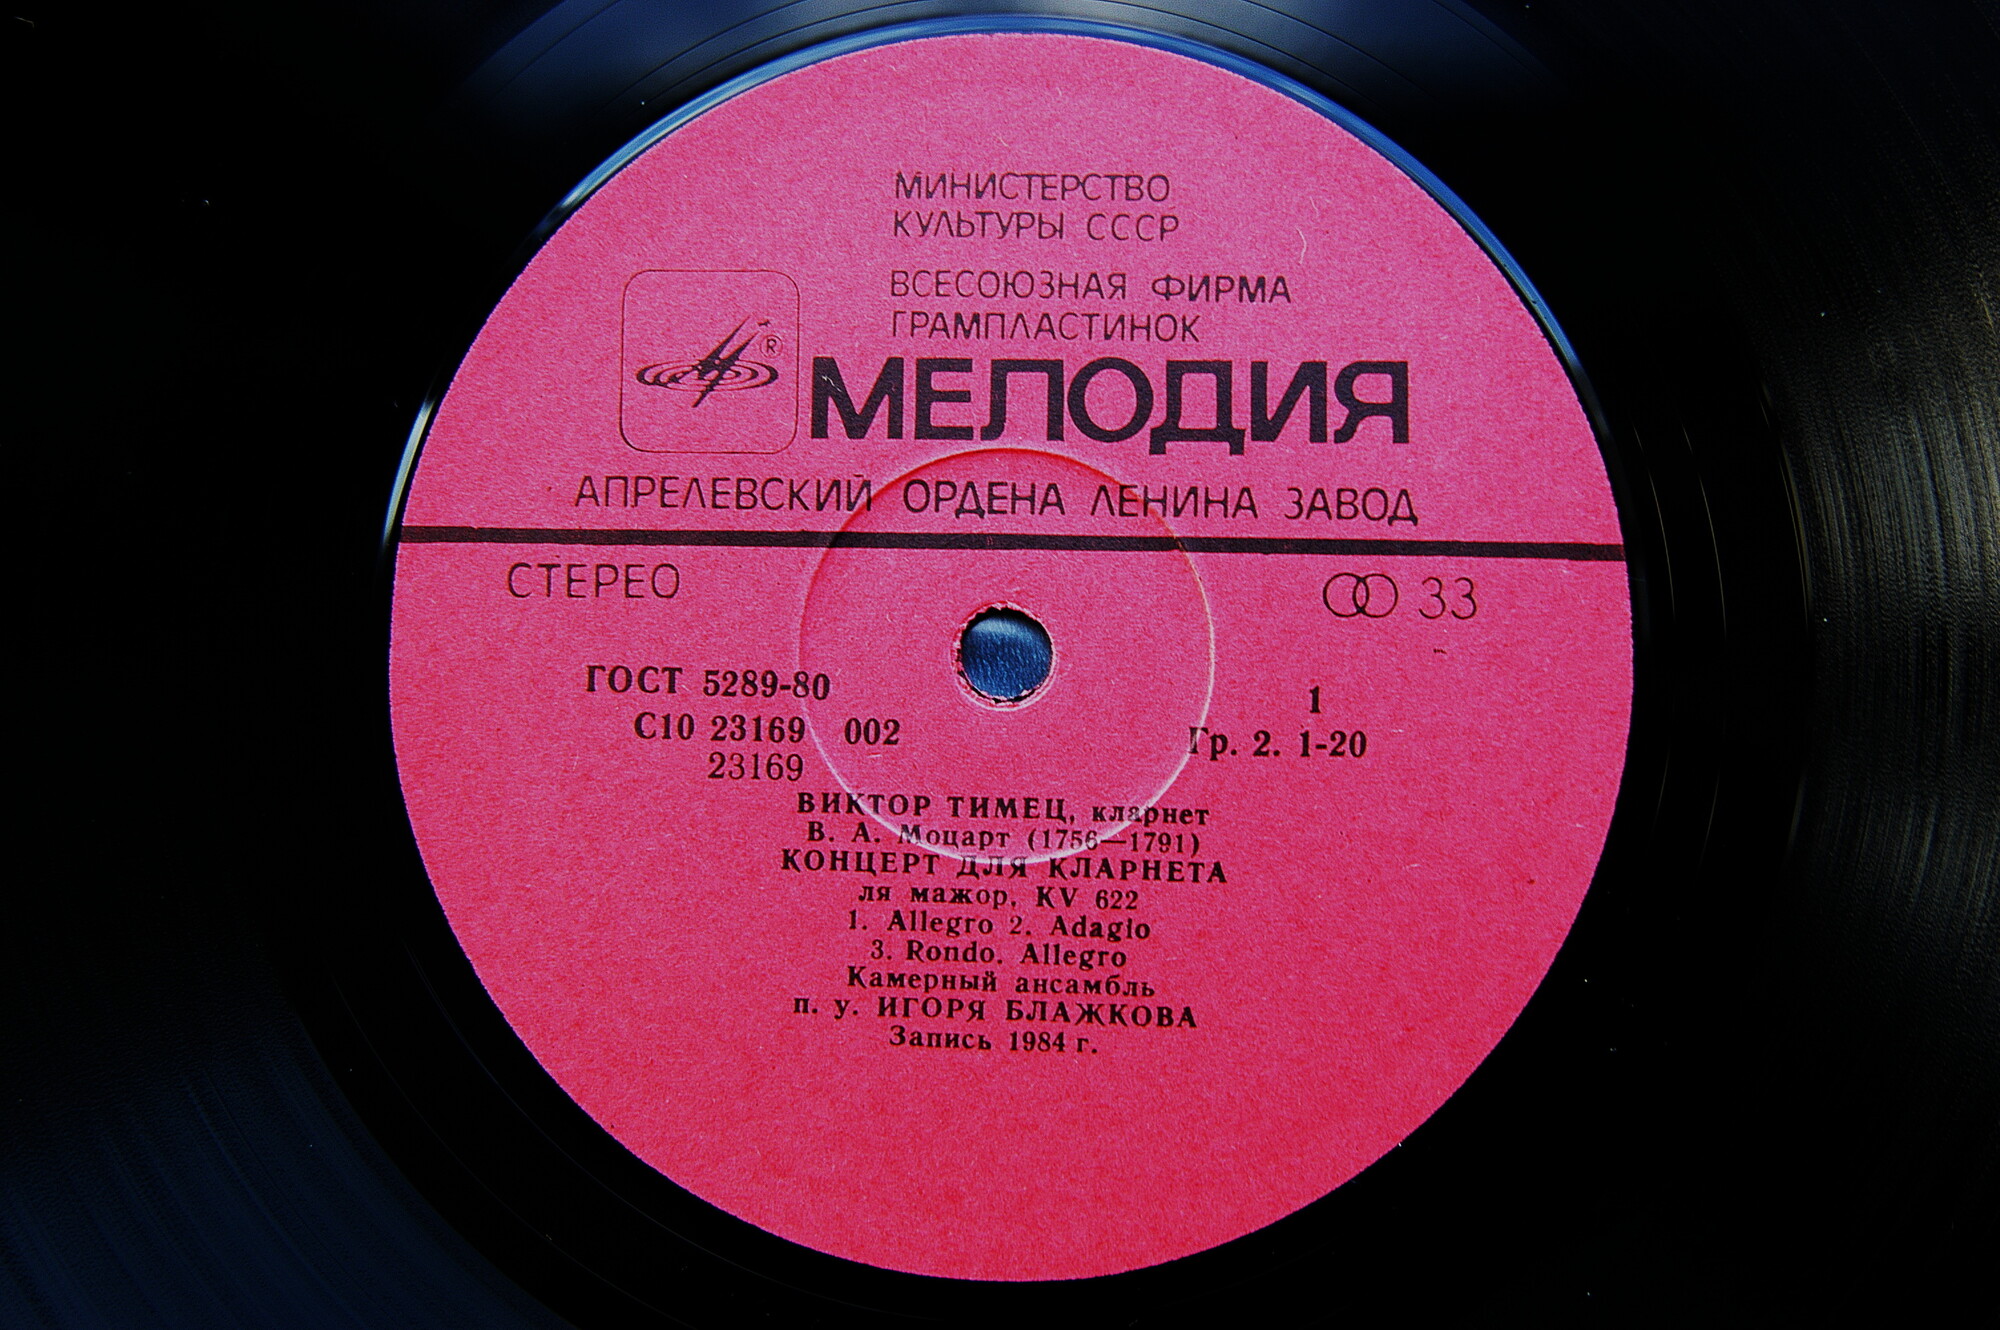 МИНИСТЕРСТВО
КУЛЬТУРЫ СССР
ВСЕСОЮЗНАЯ ФИРМА
ГРАМПЛАСТИНОК
®
МЕЛОДИЯ
АПРЕЛЕВСКИЙ ОРДЕНА ЛЕНИНА ЗАВОД
СТЕРЕО
33
ГОСТ 5289-80
1
С10 23169 002
Гр. 2. 1-20
23169
ВИКТОР ТИМЕЦ, кларнет
В. А. Моцарт (1756—1791)
КОНЦЕРТ ДЛЯ КЛАРНЕТА
ля мажор, KV 622
1. Allegro 2. Adagio
3. Rondo. Allegro
Камерный ансамбль
п. у. ИГОРЯ БЛАЖКОВА
Запись 1984 г.